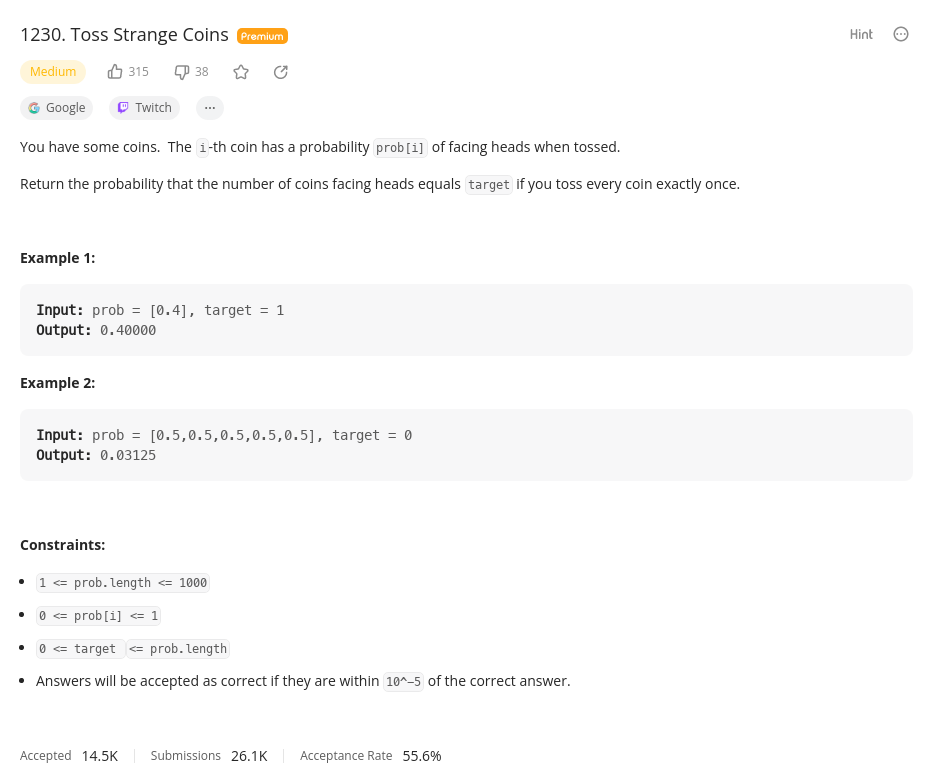 1230. Toss Strange Coins Premium Hint
Medium 315 38
Google Twitch ...
You have some coins.  The i-th coin has a probability prob[i] of facing heads when tossed.
Return the probability that the number of coins facing heads equals target if you toss every coin exactly once.
Example 1:
Input: prob = [0.4], target = 1
Output: 0.40000
Example 2:
Input: prob = [0.5,0.5,0.5,0.5,0.5], target = 0
Output: 0.03125
Constraints:
• 1 <= prob.length <= 1000
• 0 <= prob[i] <= 1
• 0 <= target <= prob.length
• Answers will be accepted as correct if they are within 10^-5 of the correct answer.
Accepted 14.5K Submissions 26.1K Acceptance Rate 55.6%